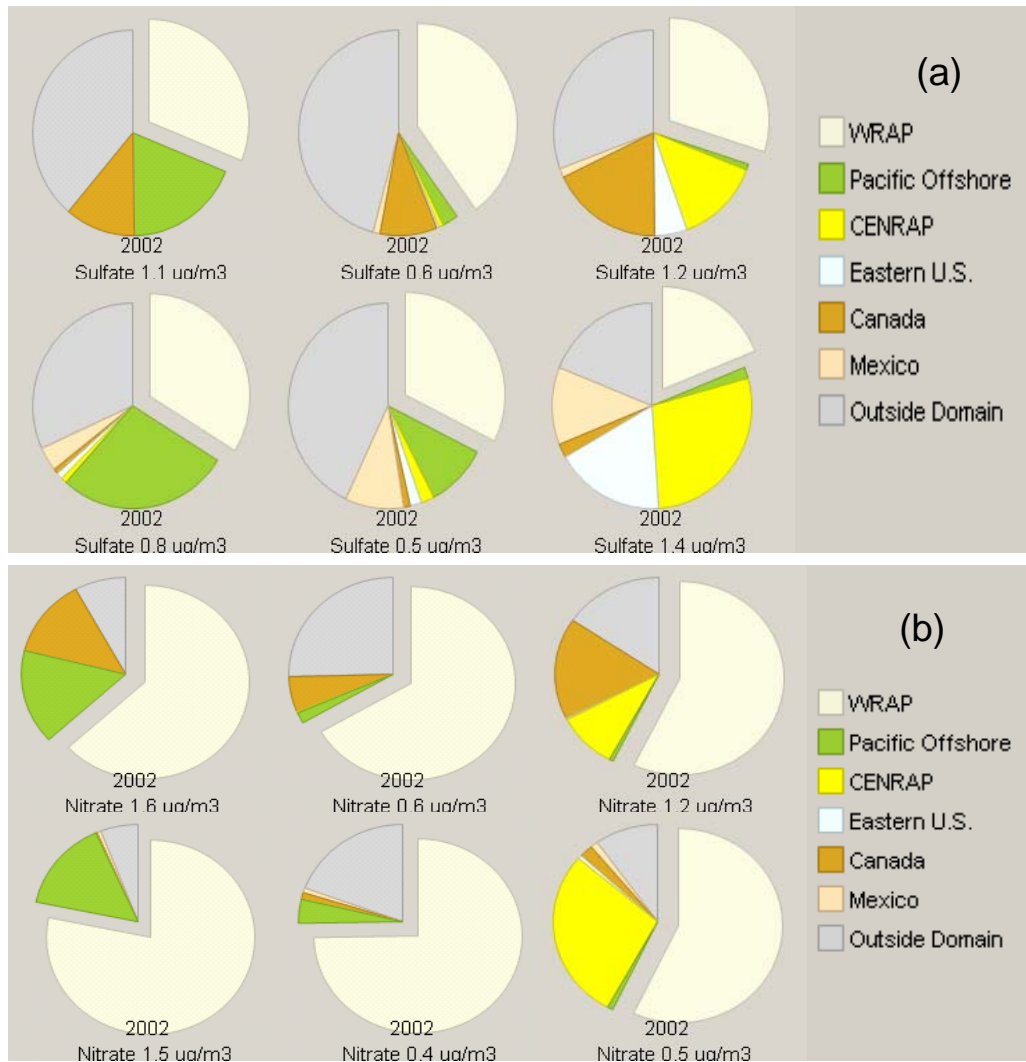 (a)
WRAP
Pacific Offshore
CENRAP
Eastern U.S.
Canada
Mexico
Outside Domain
2002
Sulfate 1.1 ug/m3
2002
Sulfate 0.6 ug/m3
2002
Sulfate 1.2 ug/m3
2002
Sulfate 0.8 ug/m3
2002
Sulfate 0.5 ug/m3
2002
Sulfate 1.4 ug/m3
(b)
WRAP
Pacific Offshore
CENRAP
Eastern U.S.
Canada
Mexico
Outside Domain
2002
Nitrate 1.6 ug/m3
2002
Nitrate 0.6 ug/m3
2002
Nitrate 1.2 ug/m3
2002
Nitrate 1.5 ug/m3
2002
Nitrate 0.4 ug/m3
2002
Nitrate 0.5 ug/m3